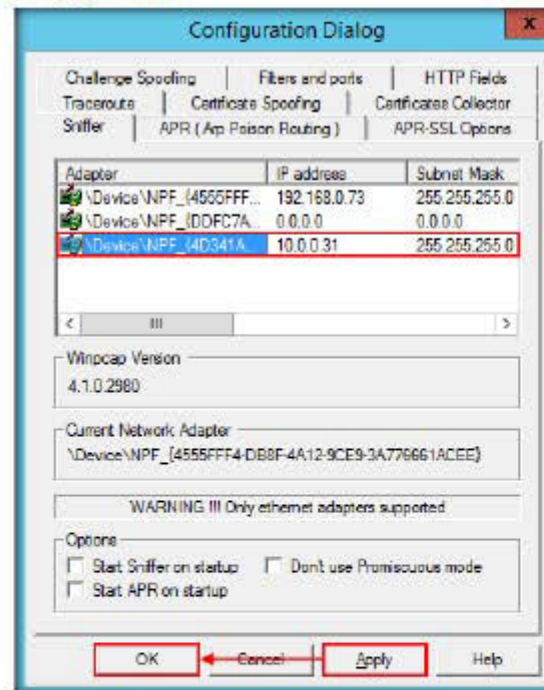 Configuration Dialog
x
Challenge Spoofing Filters and ports HTTP Fields
Traceroute Certificate Spoofing Certificates Collector
Sniffer APR ( Arp Poison Routing ) APR-SSL Options
Adapter IP address Subnet Mask
\Device\NPF_{4555FFF... 192.168.0.73 255.255.255.0
\Device\NPF_{DDFC7A... 0.0.0.0 0.0.0.0
\Device\NPF_{4D341A... 10.0.0.31 255.255.255.0
Winpcap Version
4.1.0.2980
Current Network Adapter
\Device\NPF_{4555FFF4-DB8F-4A12-9CE9-3A776661ACEE}
WARNING !!! Only ethernet adapters supported
Options
Start Sniffer on startup Don't use Promiscuous mode
Start APR on startup
OK Cancel Apply Help